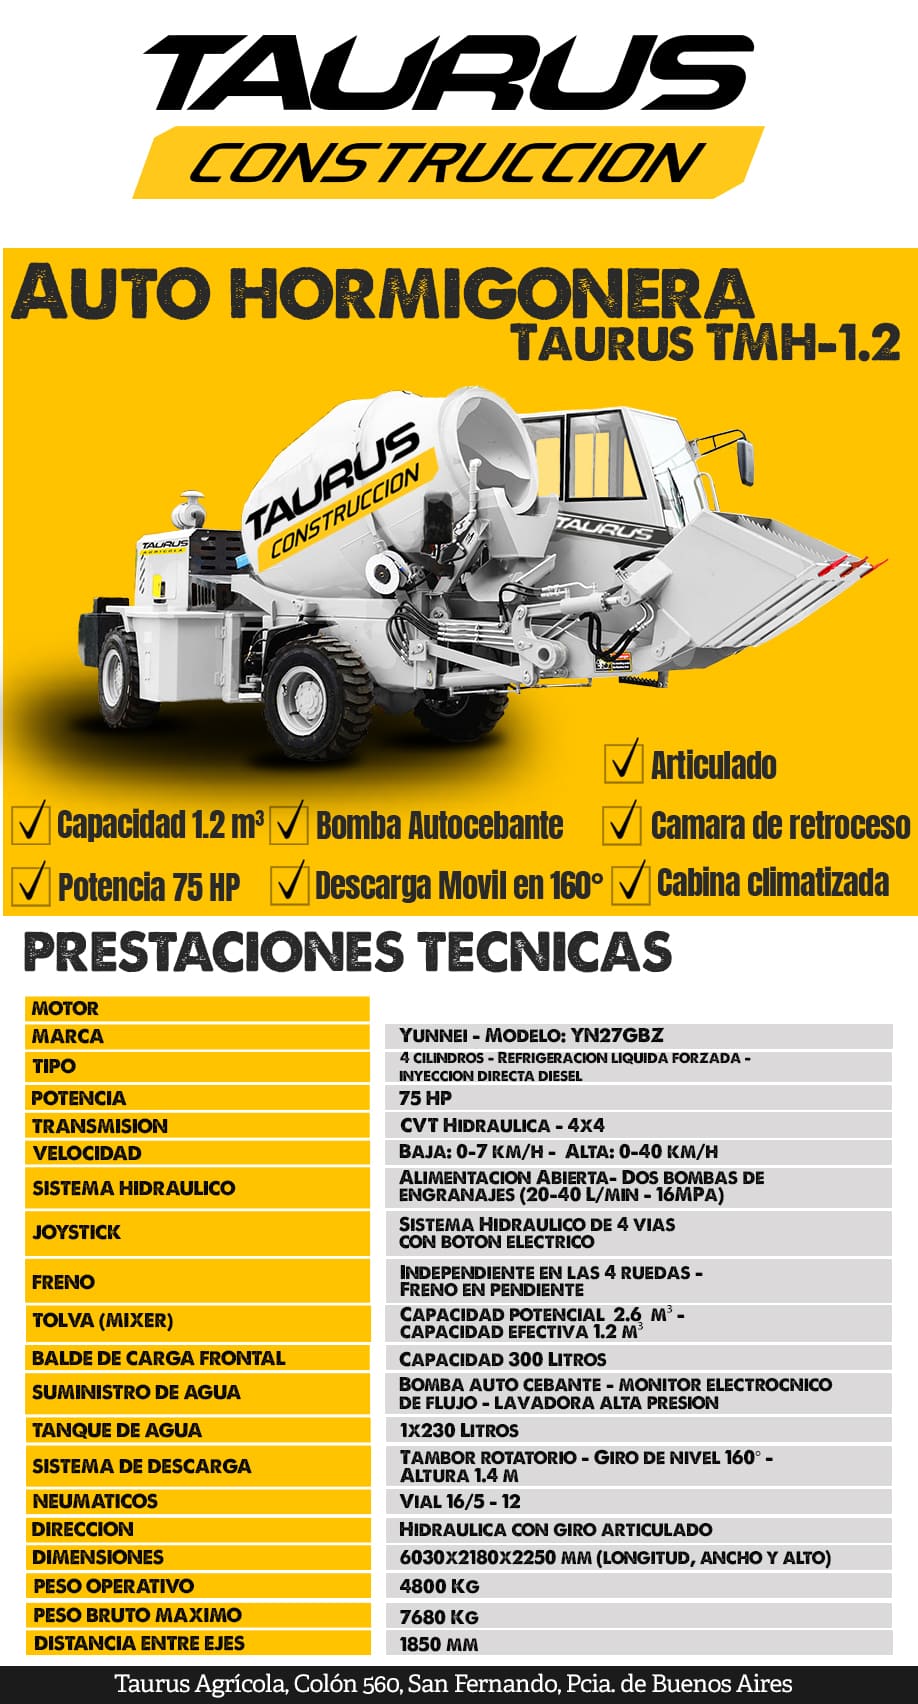 TAURUS
CONSTRUCCION
AUTO HORMIGONERA
TAURUS TMH-1.2
TAURUS
CONSTRUCCION
TAURUS
AGRICOLA
TAURUS
Articulado
Capacidad 1.2 m³
Bomba Autocebante
Camara de retroceso
Potencia 75 HP
Descarga Movil en 160°
Cabina climatizada
PRESTACIONES TECNICAS
MOTOR
MARCA
YUNNEI - MODELO: YN27GBZ
TIPO
4 CILINDROS - REFRIGERACION LIQUIDA FORZADA -
INYECCION DIRECTA DIESEL
POTENCIA
75 HP
TRANSMISION
CVT HIDRAULICA - 4X4
VELOCIDAD
BAJA: 0-7 KM/H - ALTA: 0-40 KM/H
SISTEMA HIDRAULICO
ALIMENTACION ABIERTA- DOS BOMBAS DE
ENGRANAJES (20-40 L/MIN - 16MPA)
JOYSTICK
SISTEMA HIDRAULICO DE 4 VIAS
CON BOTON ELECTRICO
FRENO
INDEPENDIENTE EN LAS 4 RUEDAS -
FRENO EN PENDIENTE
TOLVA (MIXER)
CAPACIDAD POTENCIAL 2.6 M³ -
CAPACIDAD EFECTIVA 1.2 M³
BALDE DE CARGA FRONTAL
CAPACIDAD 300 LITROS
SUMINISTRO DE AGUA
BOMBA AUTO CEBANTE - MONITOR ELECTROCNICO
DE FLUJO - LAVADORA ALTA PRESION
TANQUE DE AGUA
1X230 LITROS
SISTEMA DE DESCARGA
TAMBOR ROTATORIO - GIRO DE NIVEL 160° -
ALTURA 1.4 M
NEUMATICOS
VIAL 16/5 - 12
DIRECCION
HIDRAULICA CON GIRO ARTICULADO
DIMENSIONES
6030X2180X2250 MM (LONGITUD, ANCHO Y ALTO)
PESO OPERATIVO
4800 KG
PESO BRUTO MAXIMO
7680 KG
DISTANCIA ENTRE EJES
1850 MM
Taurus Agrícola, Colón 560, San Fernando, Pcia. de Buenos Aires